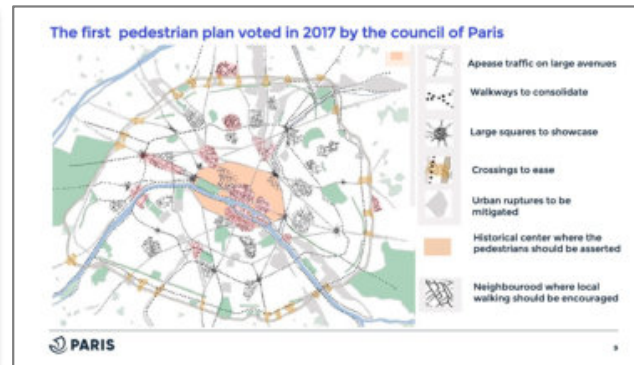 The first pedestrian plan voted in 2017 by the council of Paris
Apease traffic on large avenues
Walkways to consolidate
Large squares to showcase
Crossings to ease
Urban ruptures to be
mitigated
Historical center where the
pedestrians should be asserted
Neighbourood where local
walking should be encouraged
PARIS
9